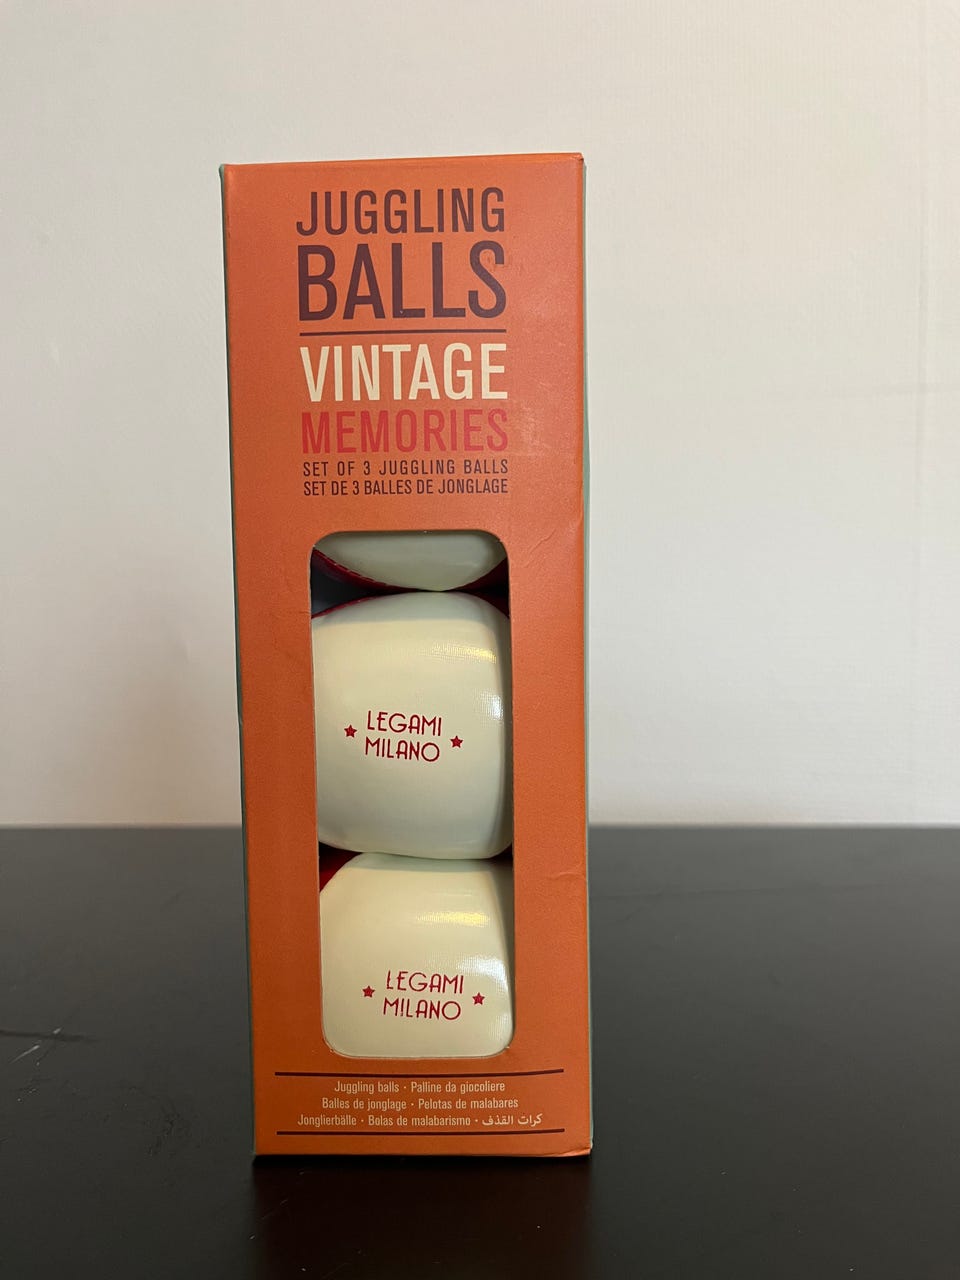 JUGGLING
BALLS
VINTAGE
MEMORIES
SET OF 3 JUGGLING BALLS
SET DE 3 BALLES DE JONGLAGE
LEGAMI
MILANO
LEGAMI
MILANO
Juggling balls · Palline da giocoliere
Balles de jonglage · Pelotas de malabares
Jonglierbälle · Bolas de malabarismo · كرات القذف